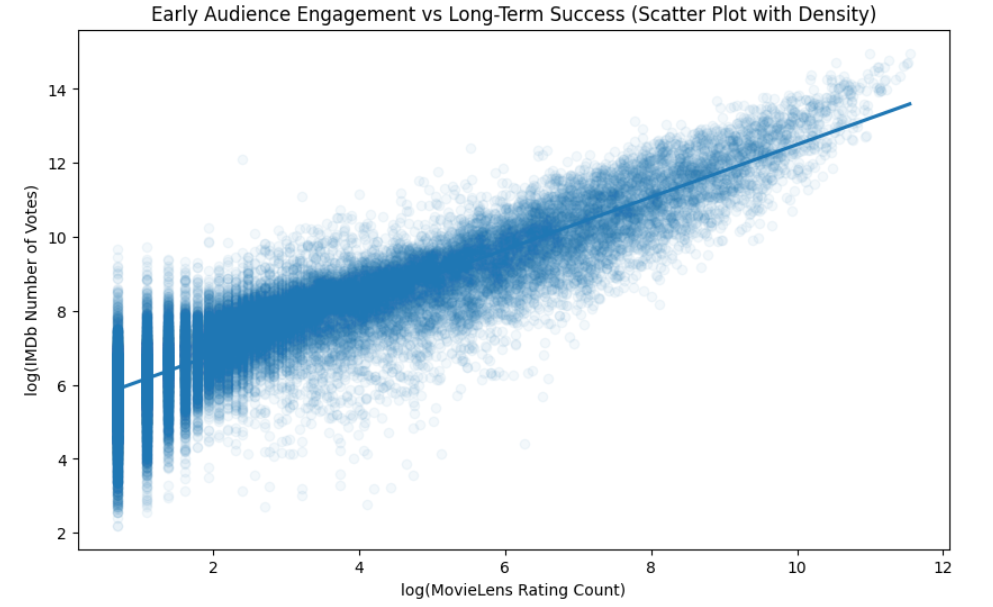 Early Audience Engagement vs Long-Term Success (Scatter Plot with Density)
log(IMDb Number of Votes)
14
12
10
8
6
4
2
2 4 6 8 10 12
log(MovieLens Rating Count)